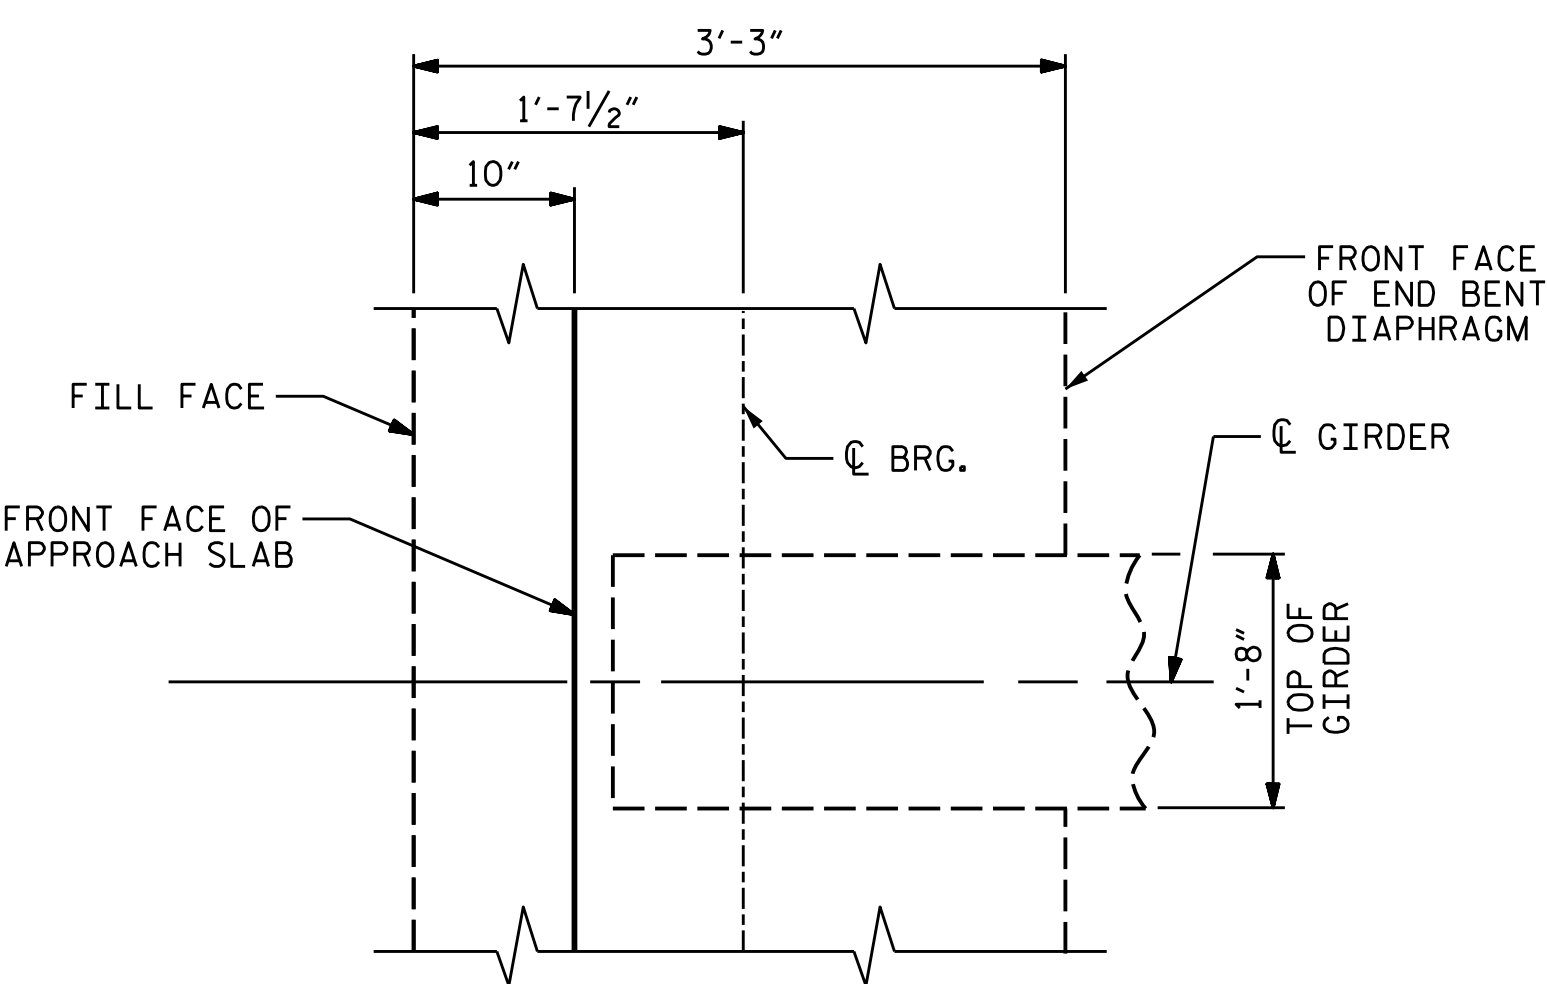 3'-3"
1'-7½"
10"
FRONT FACE
OF END BENT
DIAPHRAGM
FILL FACE
℄ GIRDER
℄ BRG.
FRONT FACE OF
APPROACH SLAB
1'-8"
TOP OF
GIRDER